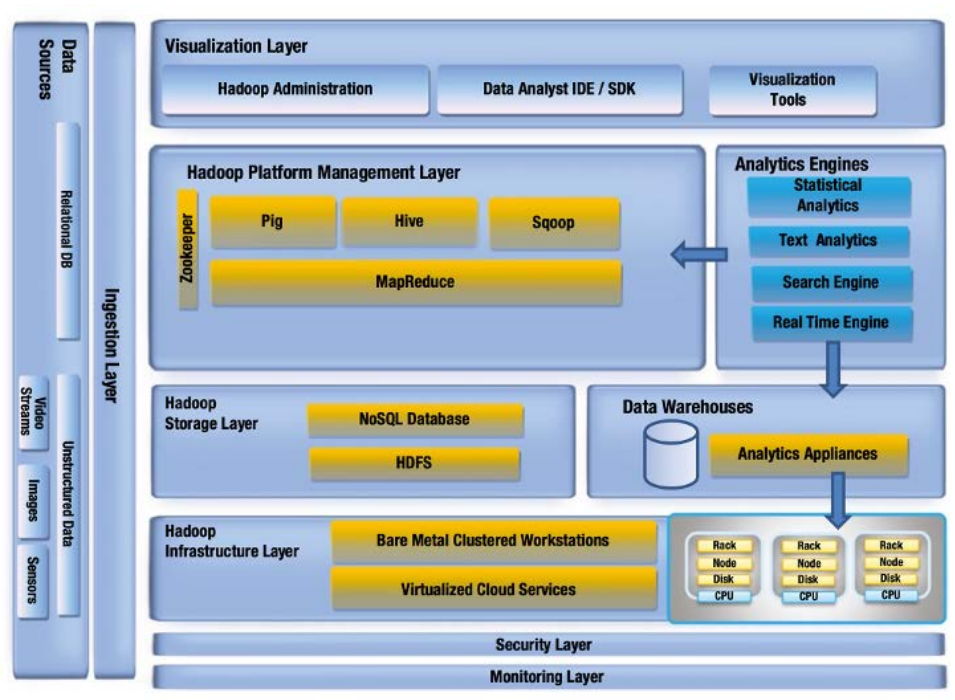 Data
Sources
Relational DB
Unstructured Data
Video
Streams
Images
Sensors
Ingestion Layer
Visualization Layer
Hadoop Administration
Data Analyst IDE / SDK
Visualization
Tools
Hadoop Platform Management Layer
Zookeeper
Pig
Hive
Sqoop
MapReduce
Analytics Engines
Statistical
Analytics
Text Analytics
Search Engine
Real Time Engine
Hadoop
Storage Layer
NoSQL Database
HDFS
Data Warehouses
Analytics Appliances
Hadoop
Infrastructure Layer
Bare Metal Clustered Workstations
Virtualized Cloud Services
Rack
Node
Disk
CPU
Rack
Node
Disk
CPU
Rack
Node
Disk
CPU
Security Layer
Monitoring Layer